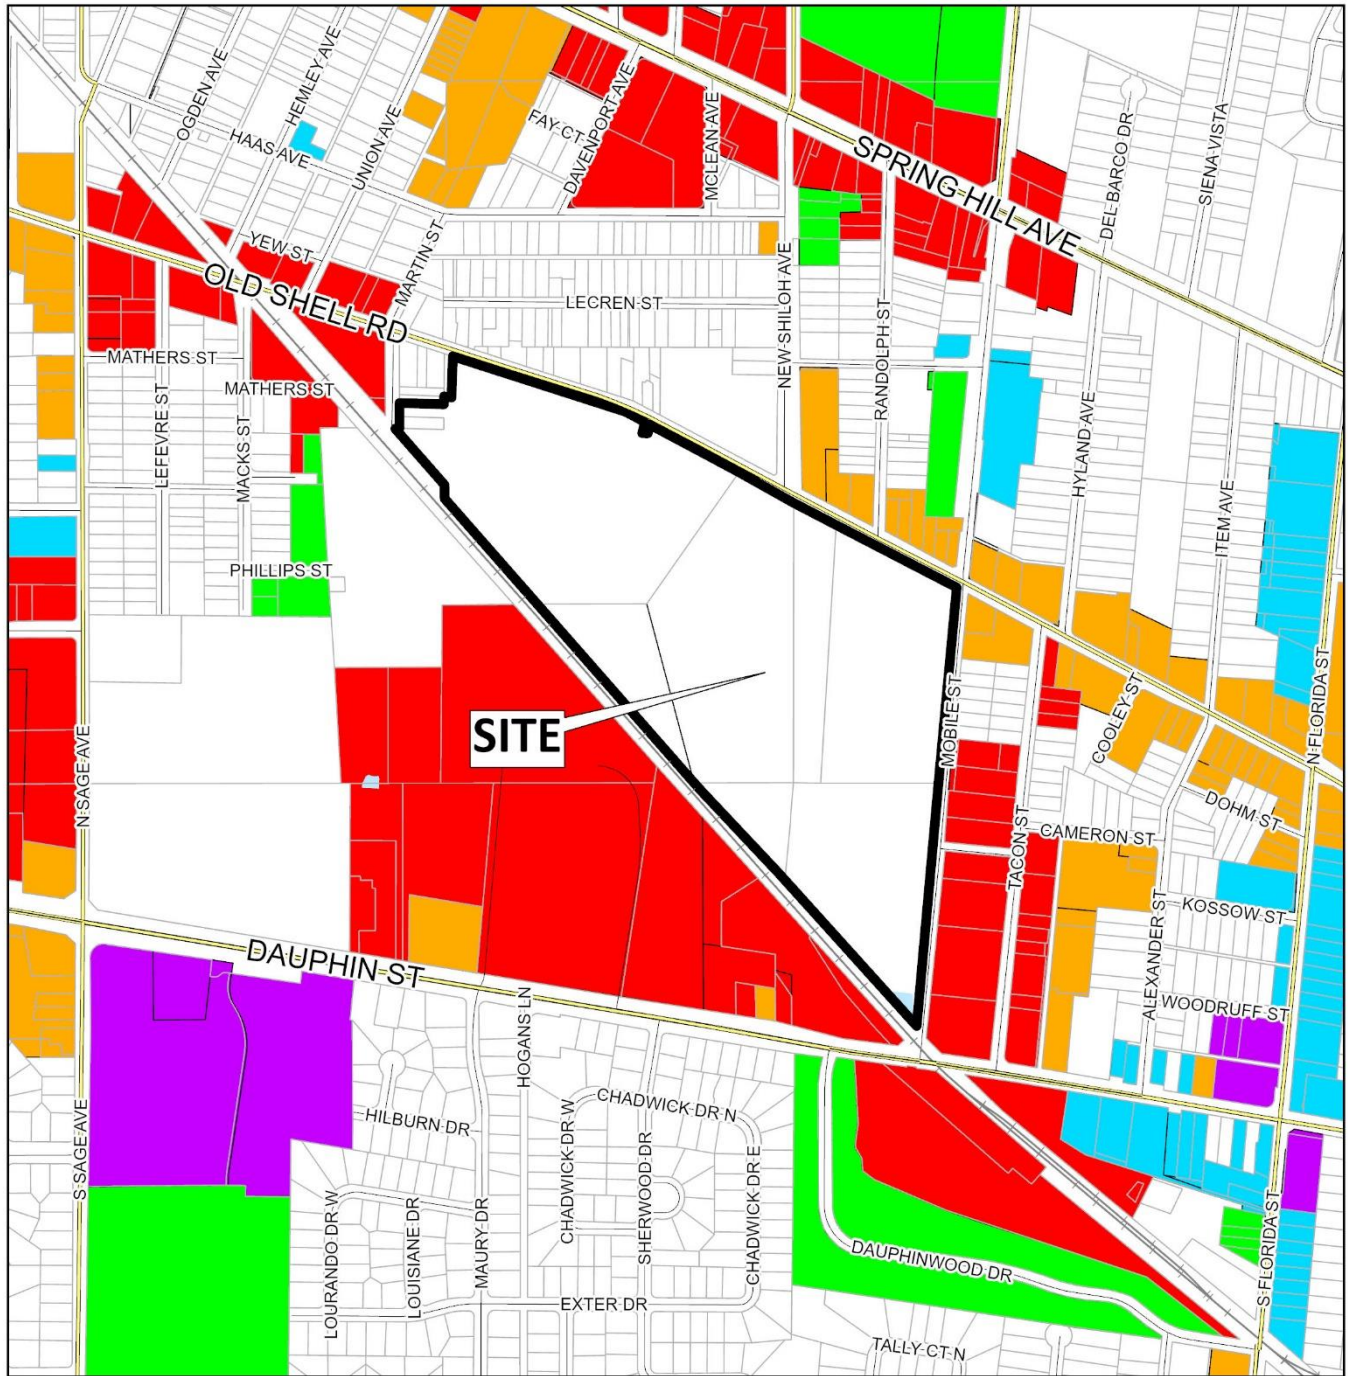 OGDEN AVE
HEMLEY AVE
HAAS AVE
UNION AVE
FAY CT
DAVENPORT AVE
MCLEAN AVE
SPRING HILL AVE
DEL BARCO DR
SIENA VISTA
YEW ST
MARTIN ST
OLD SHELL RD
LECREN ST
NEW SHILOH AVE
RANDOLPH ST
MATHERS ST
MATHERS ST
LEFEVRE ST
MACKS ST
HYLAND AVE
ITEM AVE
PHILLIPS ST
N SAGE AVE
SITE
MOBILE ST
COOLEY ST
N FLORIDA ST
DOHM ST
TACON ST
CAMERON ST
KOSSOW ST
ALEXANDER ST
WOODRUFF ST
DAUPHIN ST
HOGANS LN
S SAGE AVE
HILBURN DR
CHADWICK DR N
CHADWICK DR W
SHERWOOD DR
CHADWICK DR E
LOURANDO DR W
LOUISIANE DR
MAURY DR
DAUPHINWOOD DR
S FLORIDA ST
EXTER DR
TALLY CT N